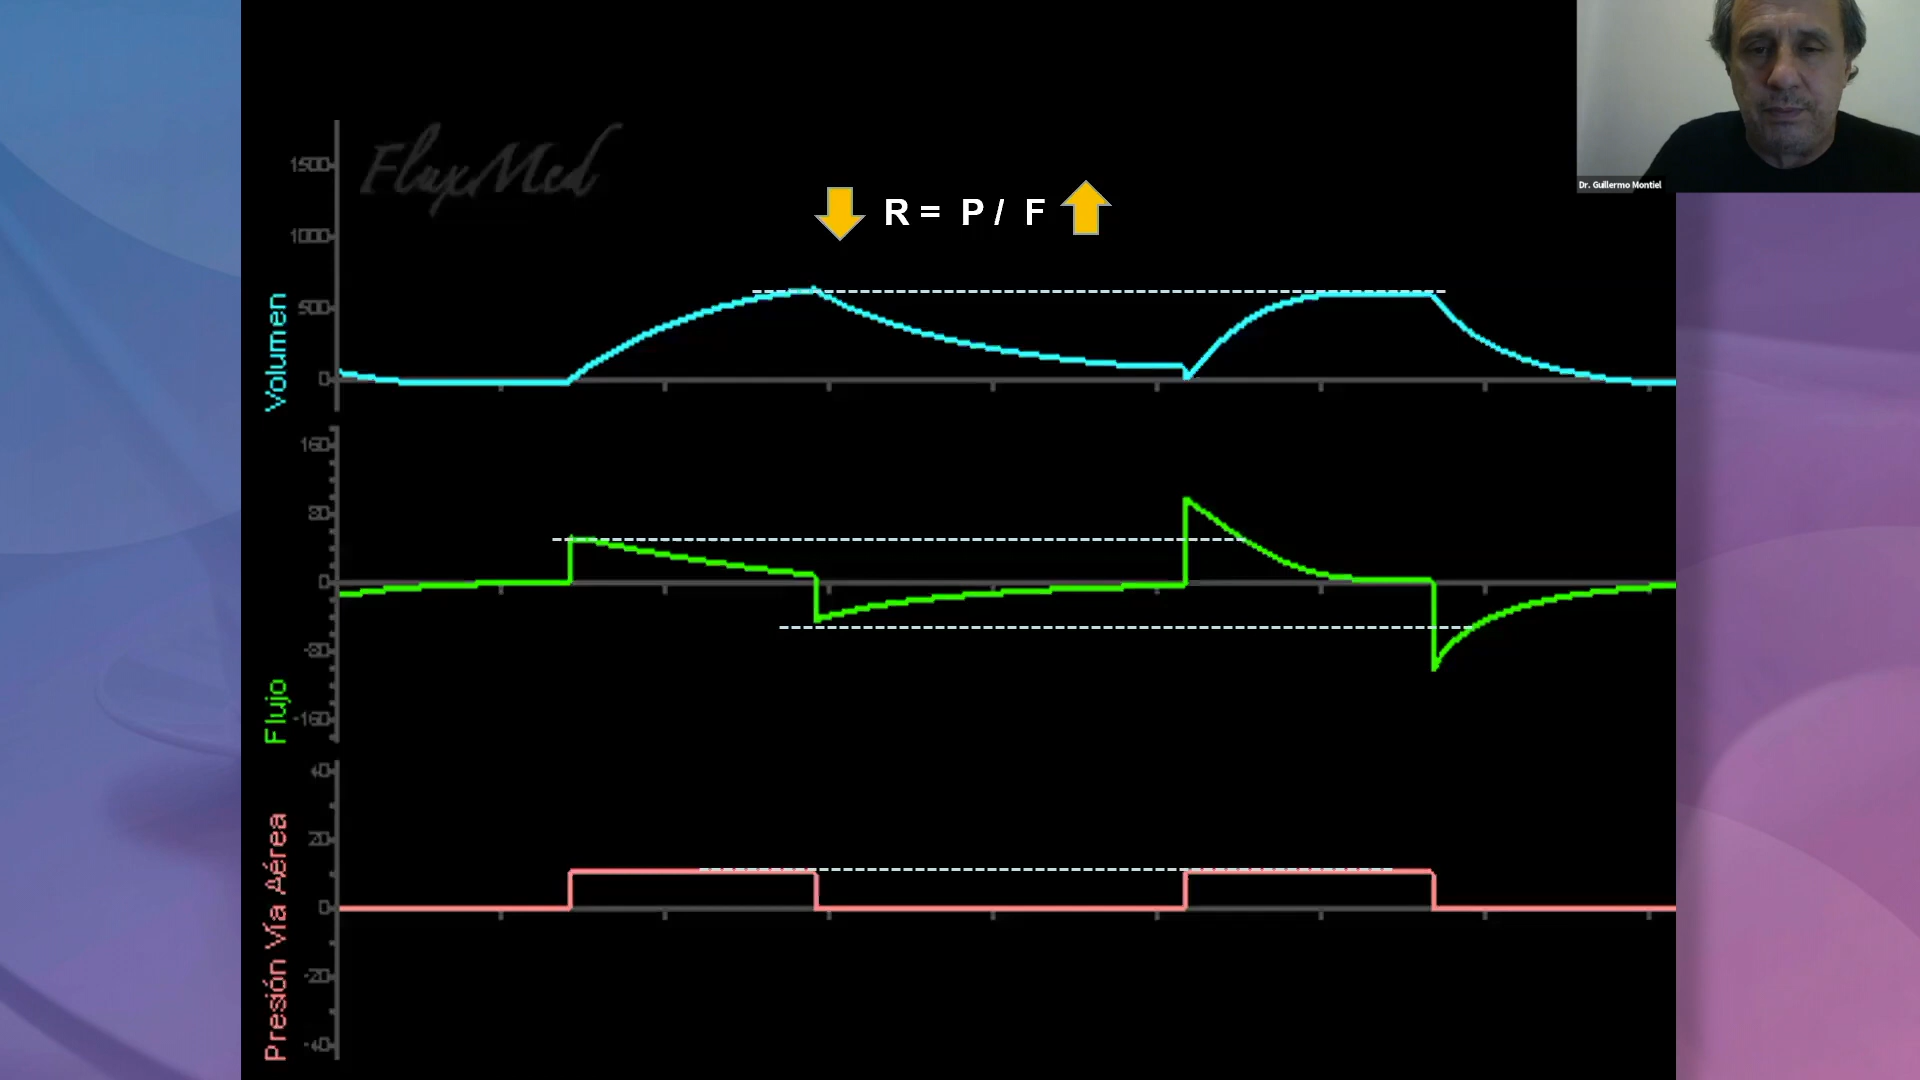 Dr. Guillermo Montiel
FluxMed
R = P / F
Volumen
1500
1000
500
0
Flujo
160
80
0
-80
-160
Presión Vía Aérea
40
20
0
-20
-40